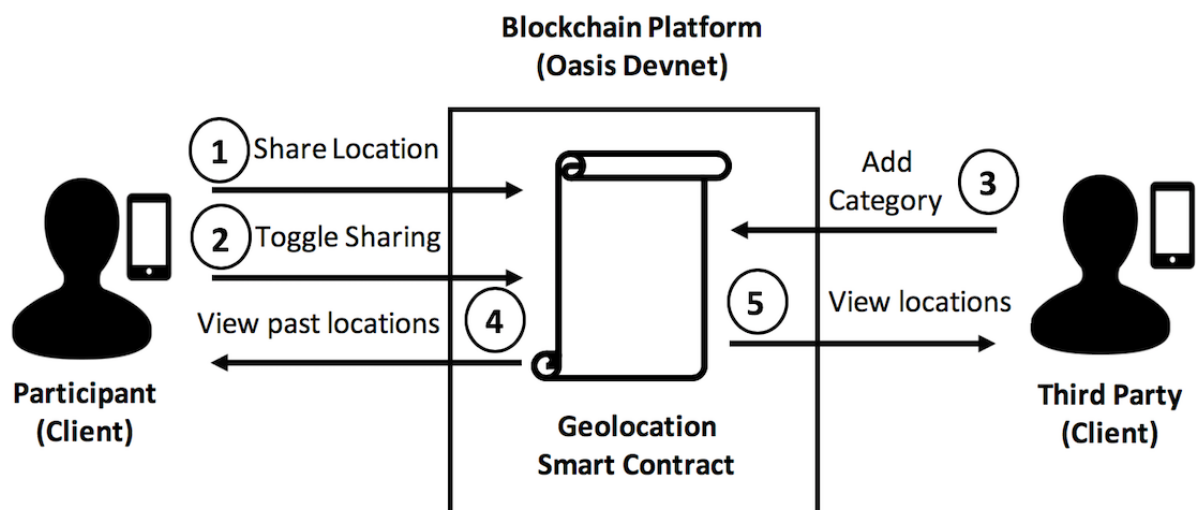 Blockchain Platform
(Oasis Devnet)
1 Share Location
2 Toggle Sharing
View past locations 4
Participant
(Client)
Geolocation
Smart Contract
Add
Category
3
5 View locations
Third Party
(Client)